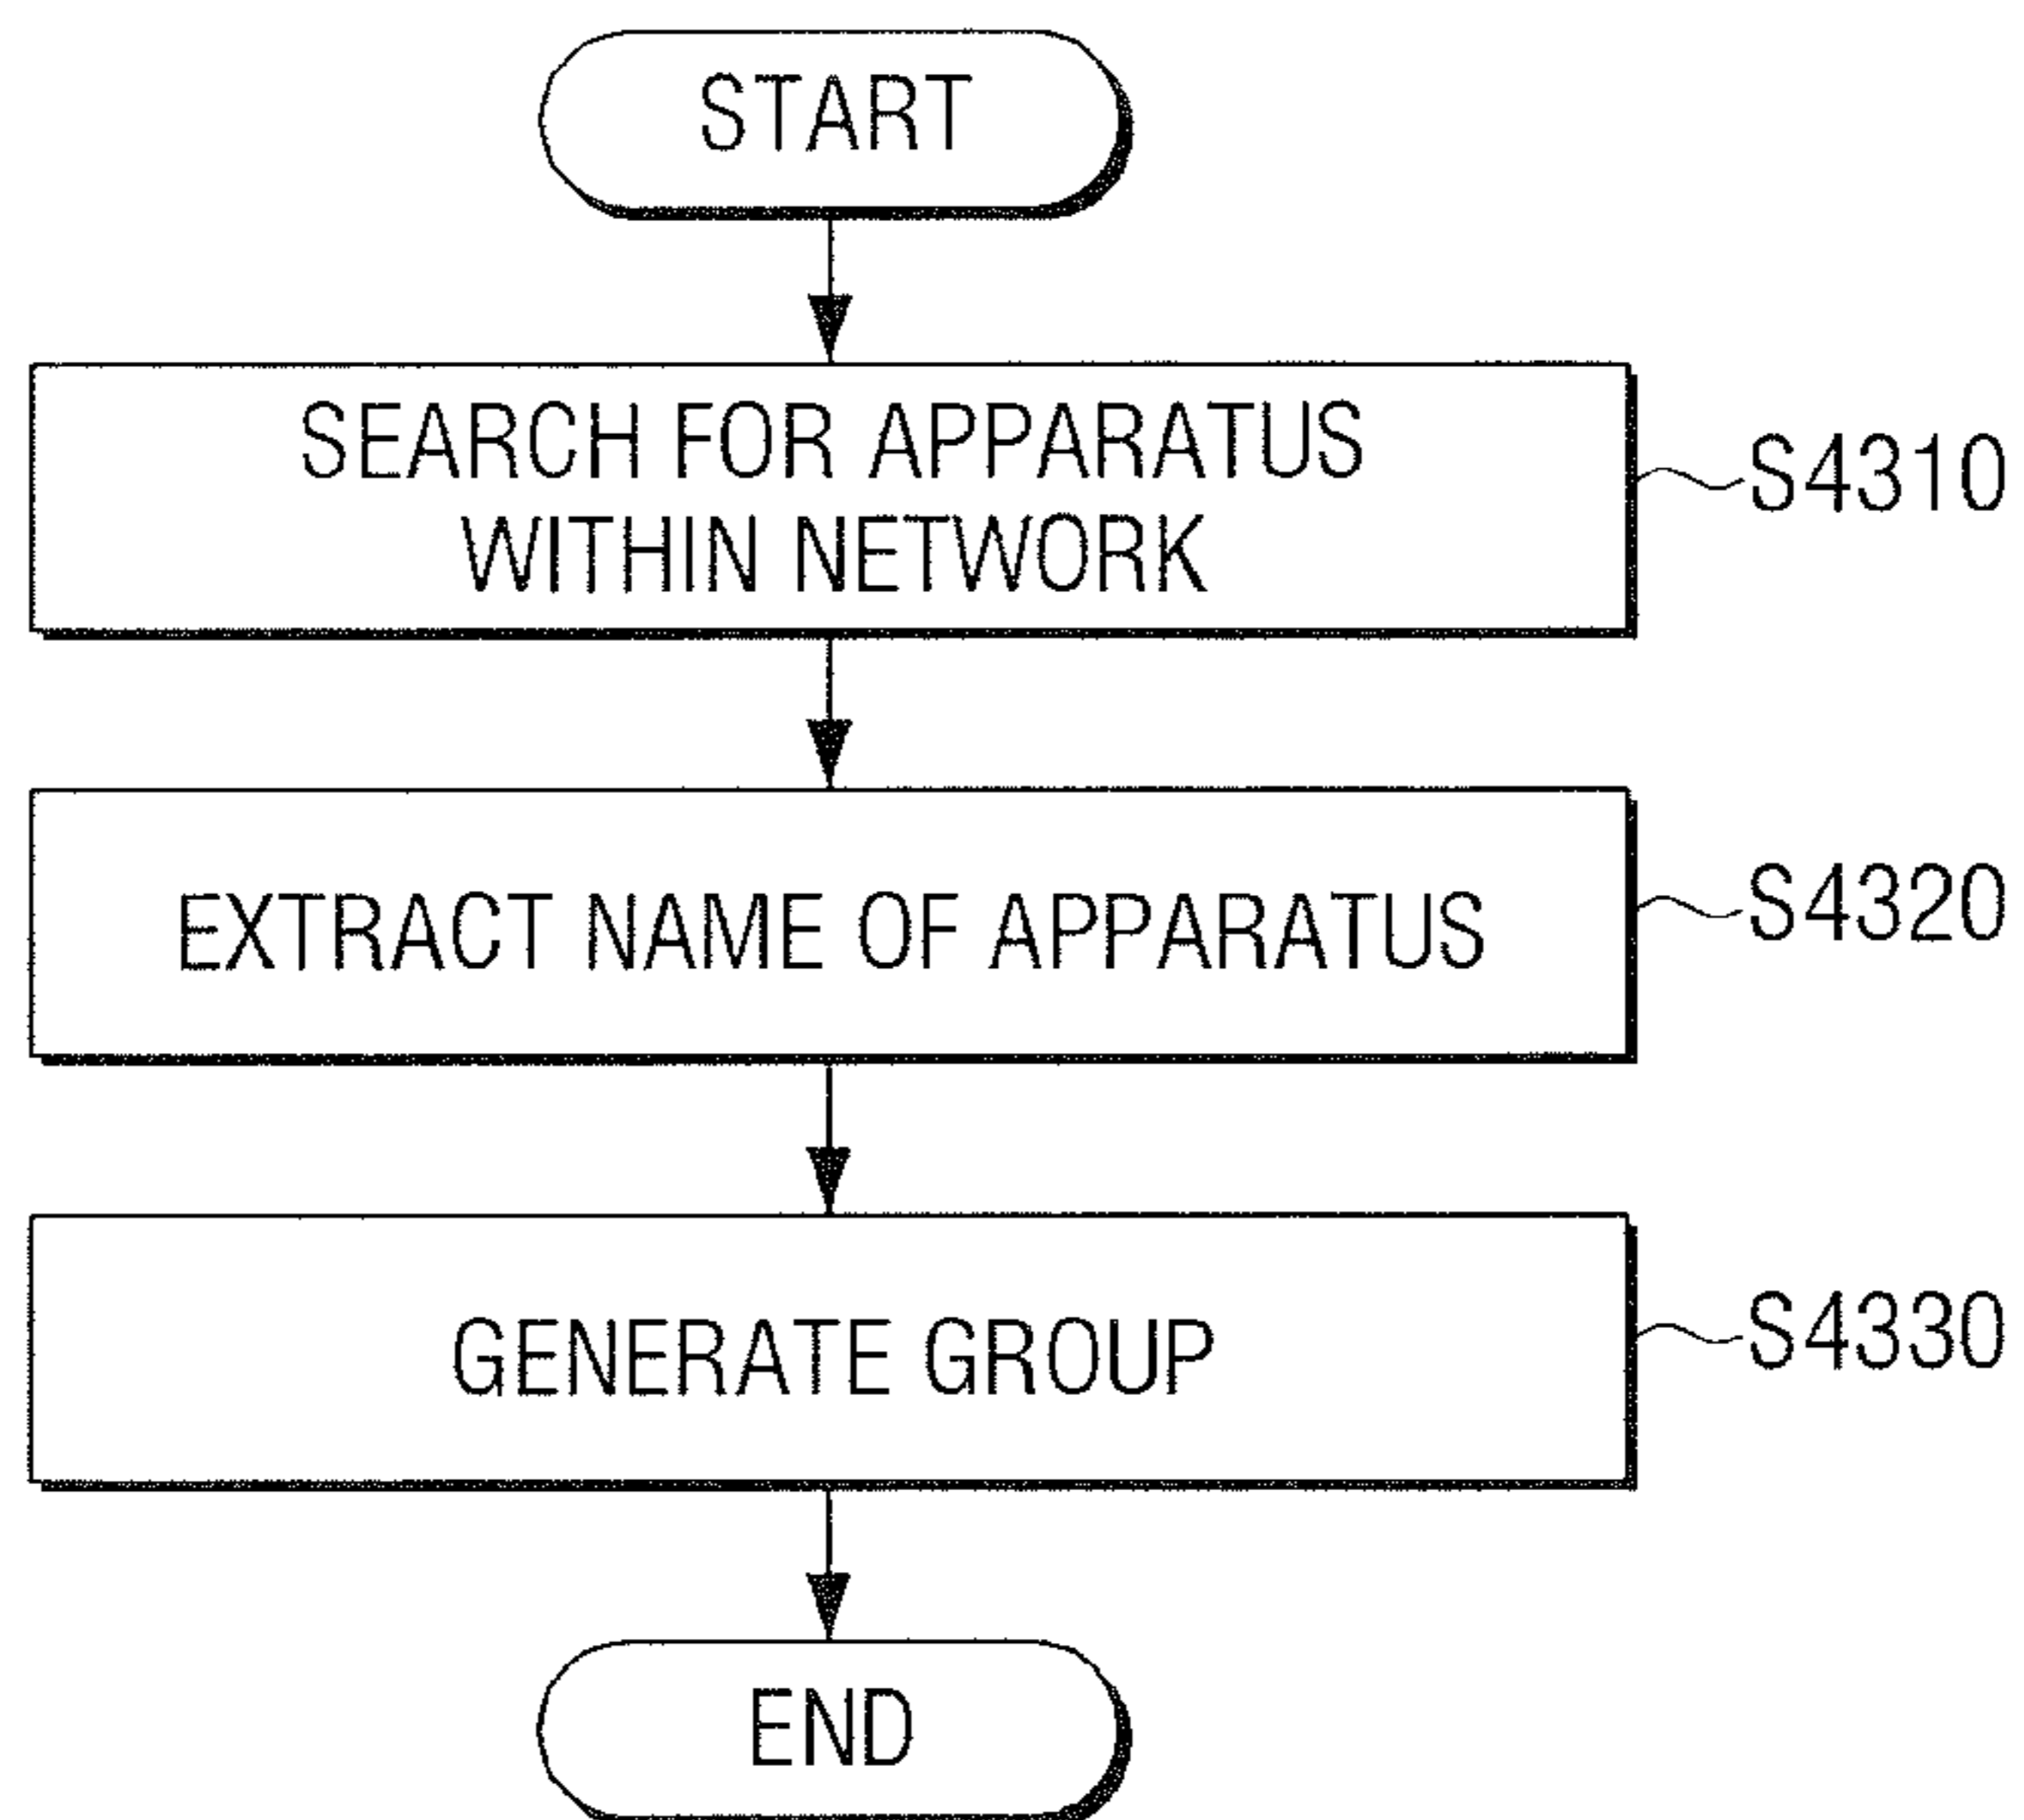 START
SEARCH FOR APPARATUS
WITHIN NETWORK
S4310
EXTRACT NAME OF APPARATUS
S4320
GENERATE GROUP
S4330
END